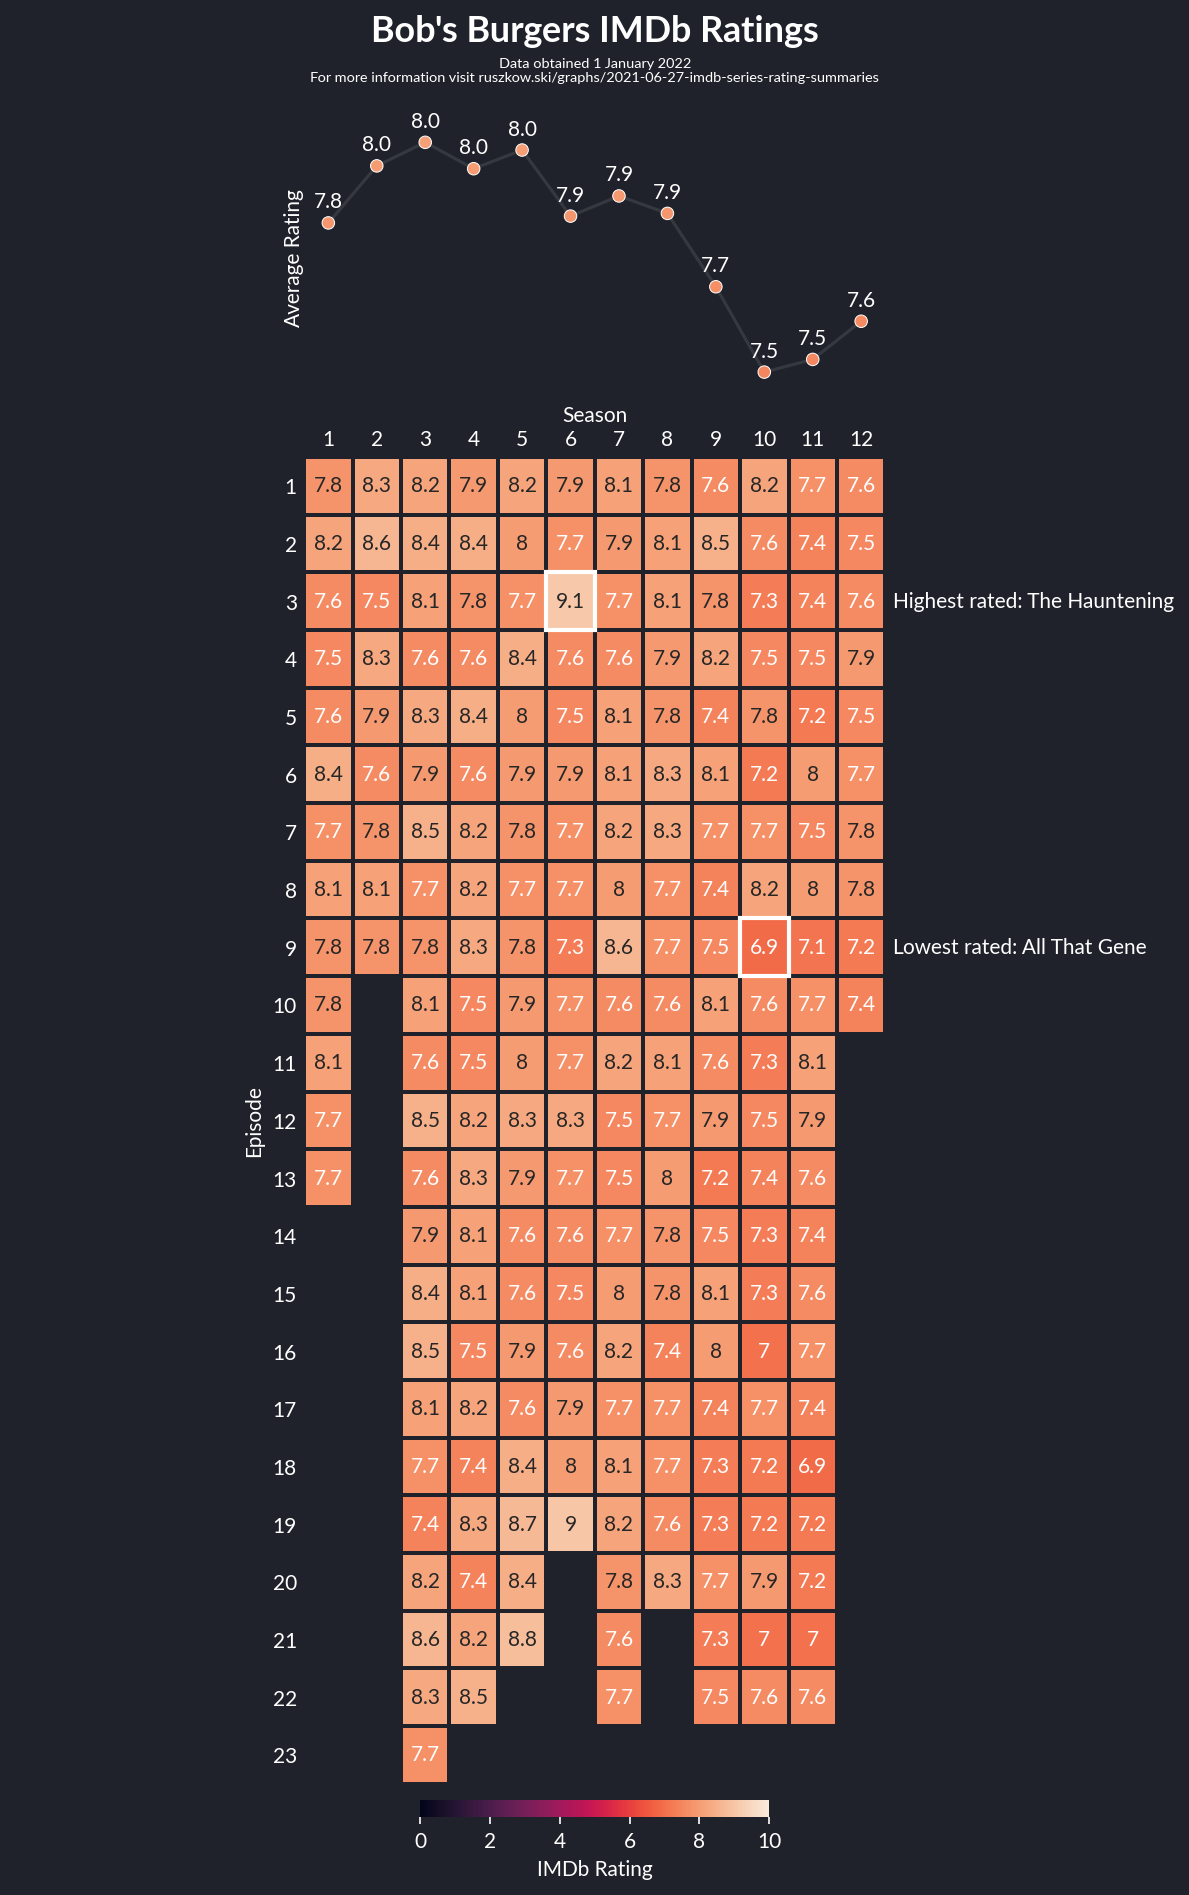 Bob's Burgers IMDb Ratings
Data obtained 1 January 2022
For more information visit ruszkow.ski/graphs/2021-06-27-imdb-series-rating-summaries
Average Rating
7.8 8.0 8.0 8.0 8.0 7.9 7.9 7.9 7.7 7.5 7.5 7.6
Season
1 2 3 4 5 6 7 8 9 10 11 12
Episode
1 7.8 8.3 8.2 7.9 8.2 7.9 8.1 7.8 7.6 8.2 7.7 7.6
2 8.2 8.6 8.4 8.4 8 7.7 7.9 8.1 8.5 7.6 7.4 7.5
3 7.6 7.5 8.1 7.8 7.7 9.1 7.7 8.1 7.8 7.3 7.4 7.6 Highest rated: The Hauntening
4 7.5 8.3 7.6 7.6 8.4 7.6 7.6 7.9 8.2 7.5 7.5 7.9
5 7.6 7.9 8.3 8.4 8 7.5 8.1 7.8 7.4 7.8 7.2 7.5
6 8.4 7.6 7.9 7.6 7.9 7.9 8.1 8.3 8.1 7.2 8 7.7
7 7.7 7.8 8.5 8.2 7.8 7.7 8.2 8.3 7.7 7.7 7.5 7.8
8 8.1 8.1 7.7 8.2 7.7 7.7 8 7.7 7.4 8.2 8 7.8
9 7.8 7.8 7.8 8.3 7.8 7.3 8.6 7.7 7.5 6.9 7.1 7.2 Lowest rated: All That Gene
10 7.8 8.1 7.5 7.9 7.7 7.6 7.6 8.1 7.6 7.7 7.4
11 8.1 7.6 7.5 8 7.7 8.2 8.1 7.6 7.3 8.1
12 7.7 8.5 8.2 8.3 8.3 7.5 7.7 7.9 7.5 7.9
13 7.7 7.6 8.3 7.9 7.7 7.5 8 7.2 7.4 7.6
14 7.9 8.1 7.6 7.6 7.7 7.8 7.5 7.3 7.4
15 8.4 8.1 7.6 7.5 8 7.8 8.1 7.3 7.6
16 8.5 7.5 7.9 7.6 8.2 7.4 8 7 7.7
17 8.1 8.2 7.6 7.9 7.7 7.7 7.4 7.7 7.4
18 7.7 7.4 8.4 8 8.1 7.7 7.3 7.2 6.9
19 7.4 8.3 8.7 9 8.2 7.6 7.3 7.2 7.2
20 8.2 7.4 8.4 7.8 8.3 7.7 7.9 7.2
21 8.6 8.2 8.8 7.6 7.3 7 7
22 8.3 8.5 7.7 7.5 7.6 7.6
23 7.7
0 2 4 6 8 10
IMDb Rating